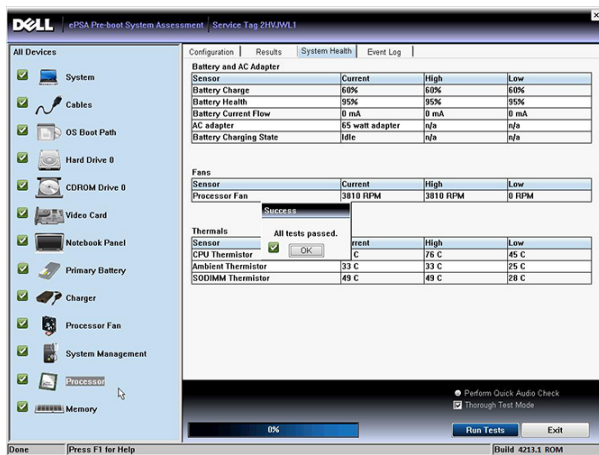 DELL ePSA Pre-boot System Assessment Service Tag 2HVJWL1
All Devices
System
Cables
OS Boot Path
Hard Drive 0
CDROM Drive 0
Video Card
Notebook Panel
Primary Battery
Charger
Processor Fan
System Management
Processor
Memory
Configuration Results System Health Event Log
Battery and AC Adapter
Sensor Current High Low
Battery Charge 60% 60% 60%
Battery Health 95% 95% 95%
Battery Current Flow 0 mA 0 mA 0 mA
AC adapter 65 watt adapter n/a n/a
Battery Charging State Idle n/a n/a
Fans
Sensor Current High Low
Processor Fan 3810 RPM 3810 RPM 0 RPM
Success
All tests passed.
OK
Thermals
Sensor rrent High Low
CPU Thermistor C 76 C 45 C
Ambient Thermistor 33 C 33 C 25 C
SODIMM Thermistor 49 C 49 C 28 C
Perform Quick Audio Check
Thorough Test Mode
0% Run Tests Exit
Done Press F1 for Help Build 4213.1 ROM